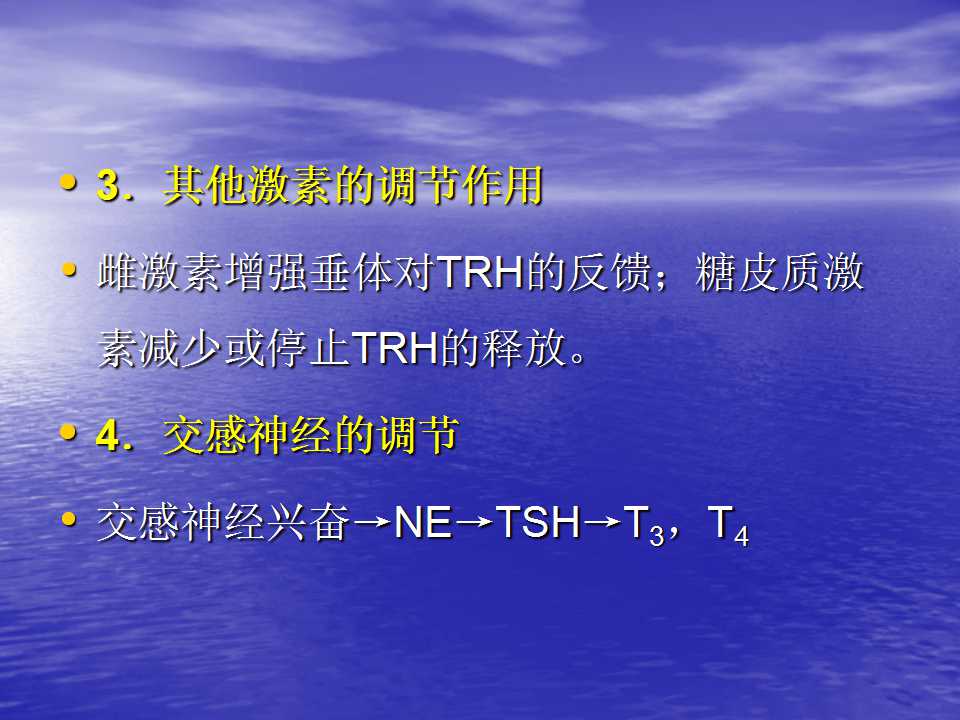 • 3．其他激素的调节作用
• 雌激素增强垂体对TRH的反馈；糖皮质激
素减少或停止TRH的释放。
• 4．交感神经的调节
• 交感神经兴奋→NE→TSH→T₃，T₄